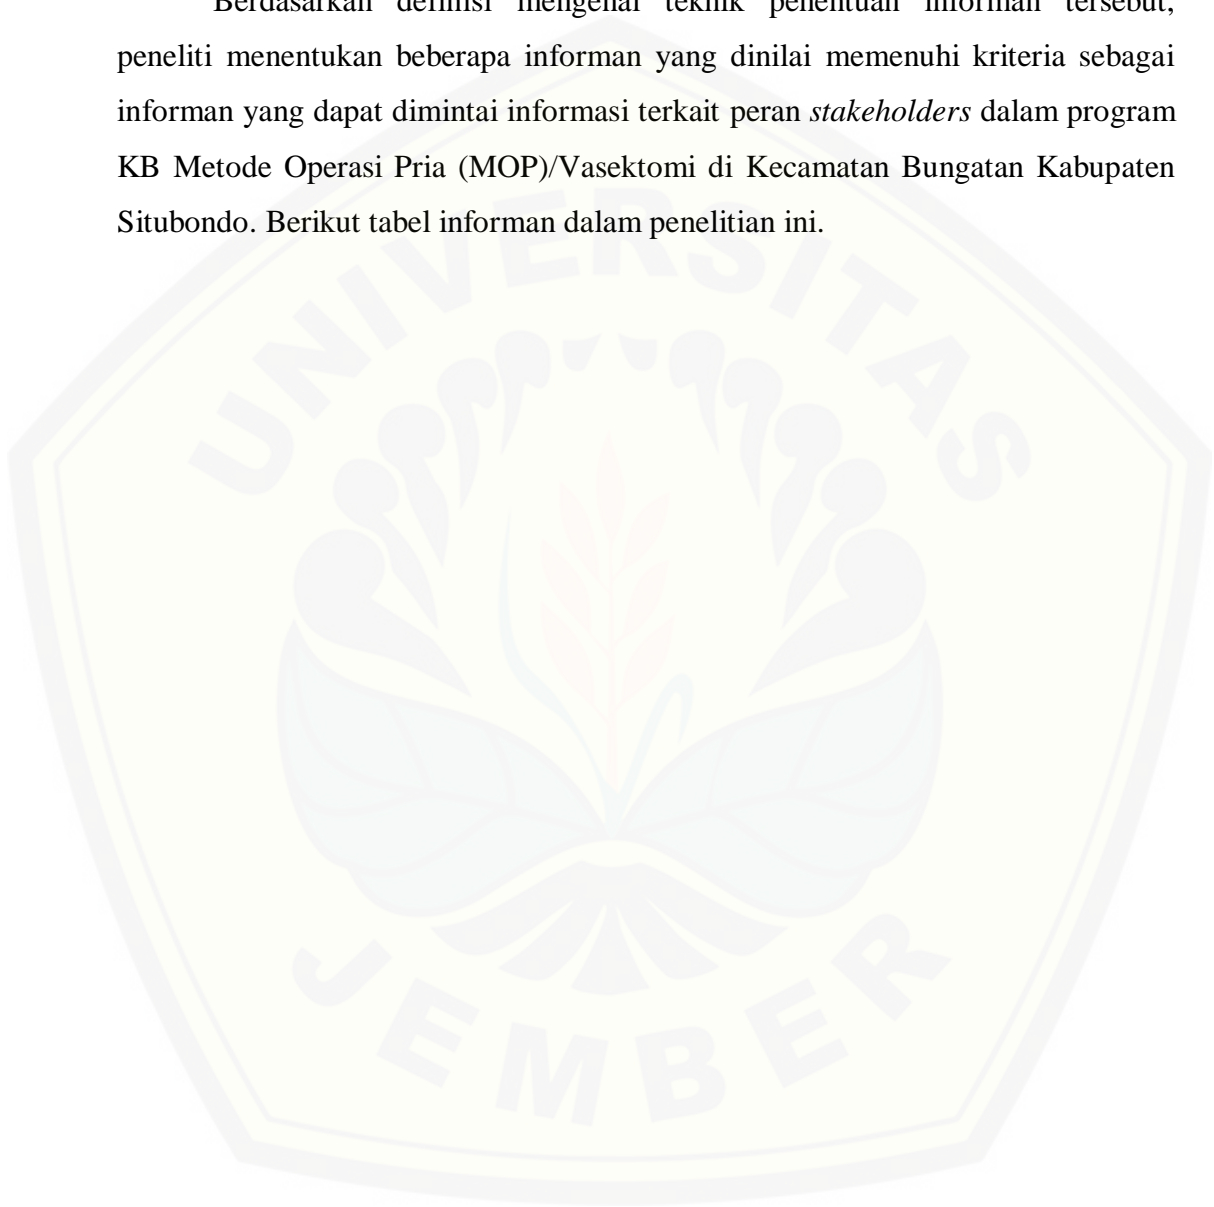 Berdasarkan definisi mengenai teknik penentuan informan tersebut,
peneliti menentukan beberapa informan yang dinilai memenuhi kriteria sebagai
informan yang dapat dimintai informasi terkait peran stakeholders dalam program
KB Metode Operasi Pria (MOP)/Vasektomi di Kecamatan Bungatan Kabupaten
Situbondo. Berikut tabel informan dalam penelitian ini.
UNIVERSITAS
JEMBER